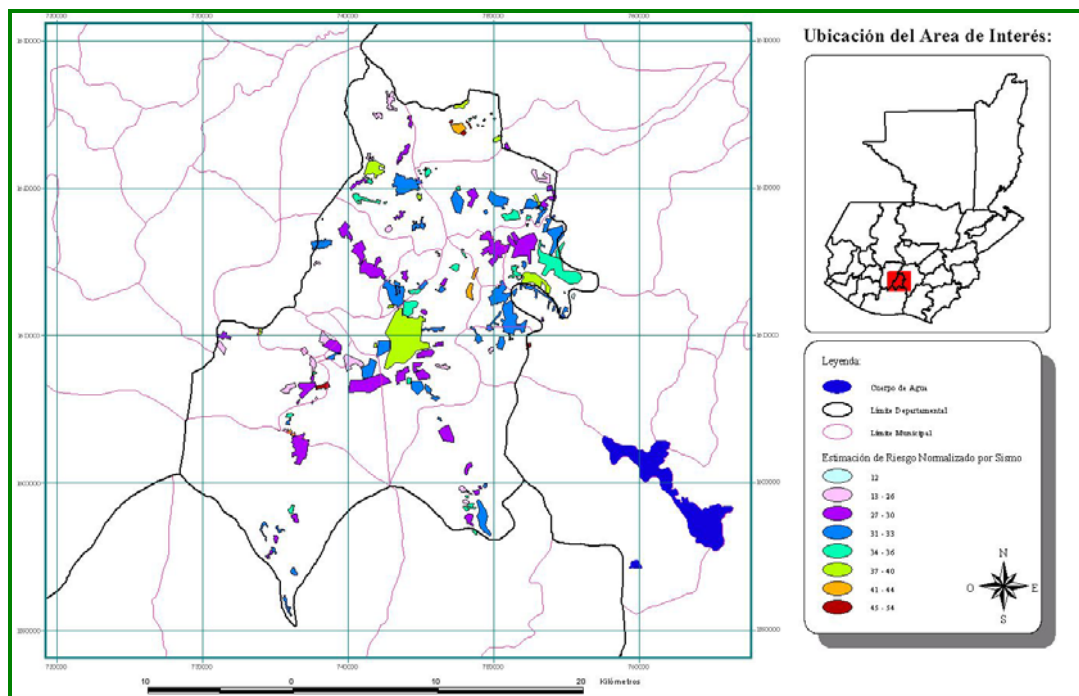 740000
Ubicación del Area de Interés:
Leyenda:
Cuerpo de Agua
Límite Departamental
Límite Municipal
Estimación de Riesgo Normalizado por Sismo
12
13 - 26
27 - 30
31 - 33
34 - 36
37 - 40
41 - 44
45 - 54
N
O
E
S
740000
10 0 10 20 Kilómetros